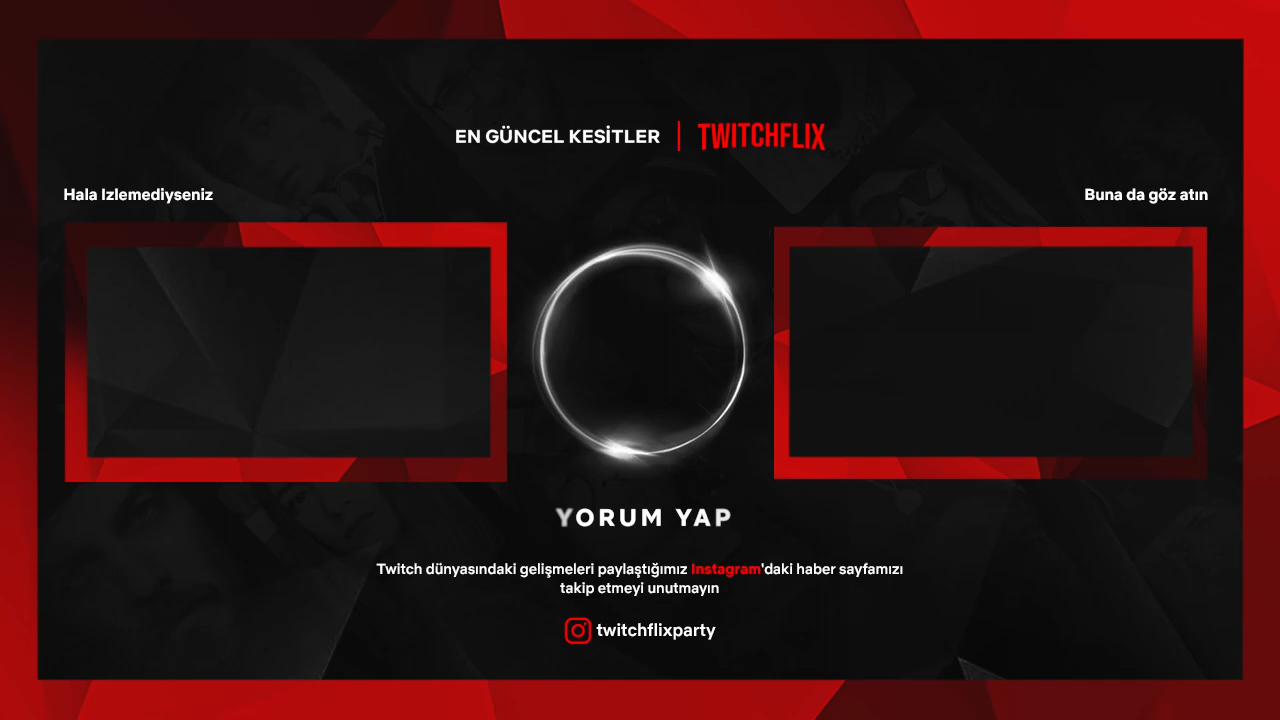 EN GÜNCEL KESİTLER | TWITCHFLIX
Hala Izlemediyseniz
Buna da göz atın
YORUM YAP
Twitch dünyasındaki gelişmeleri paylaştığımız Instagram'daki haber sayfamızı
takip etmeyi unutmayın
twitchflixparty